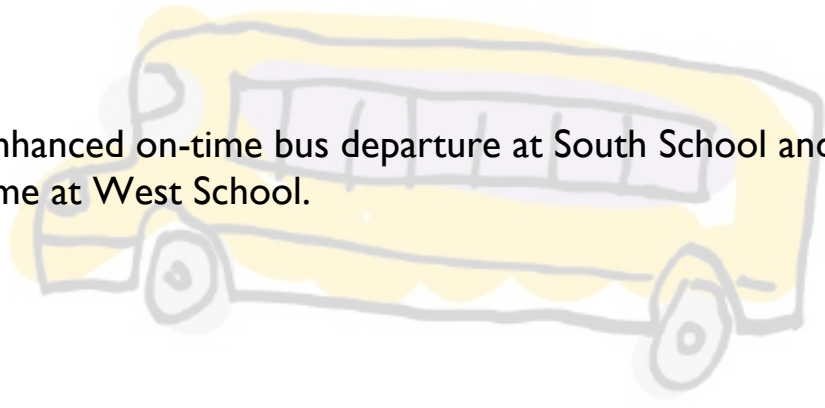 nhanced on-time bus departure at South School and
me at West School.